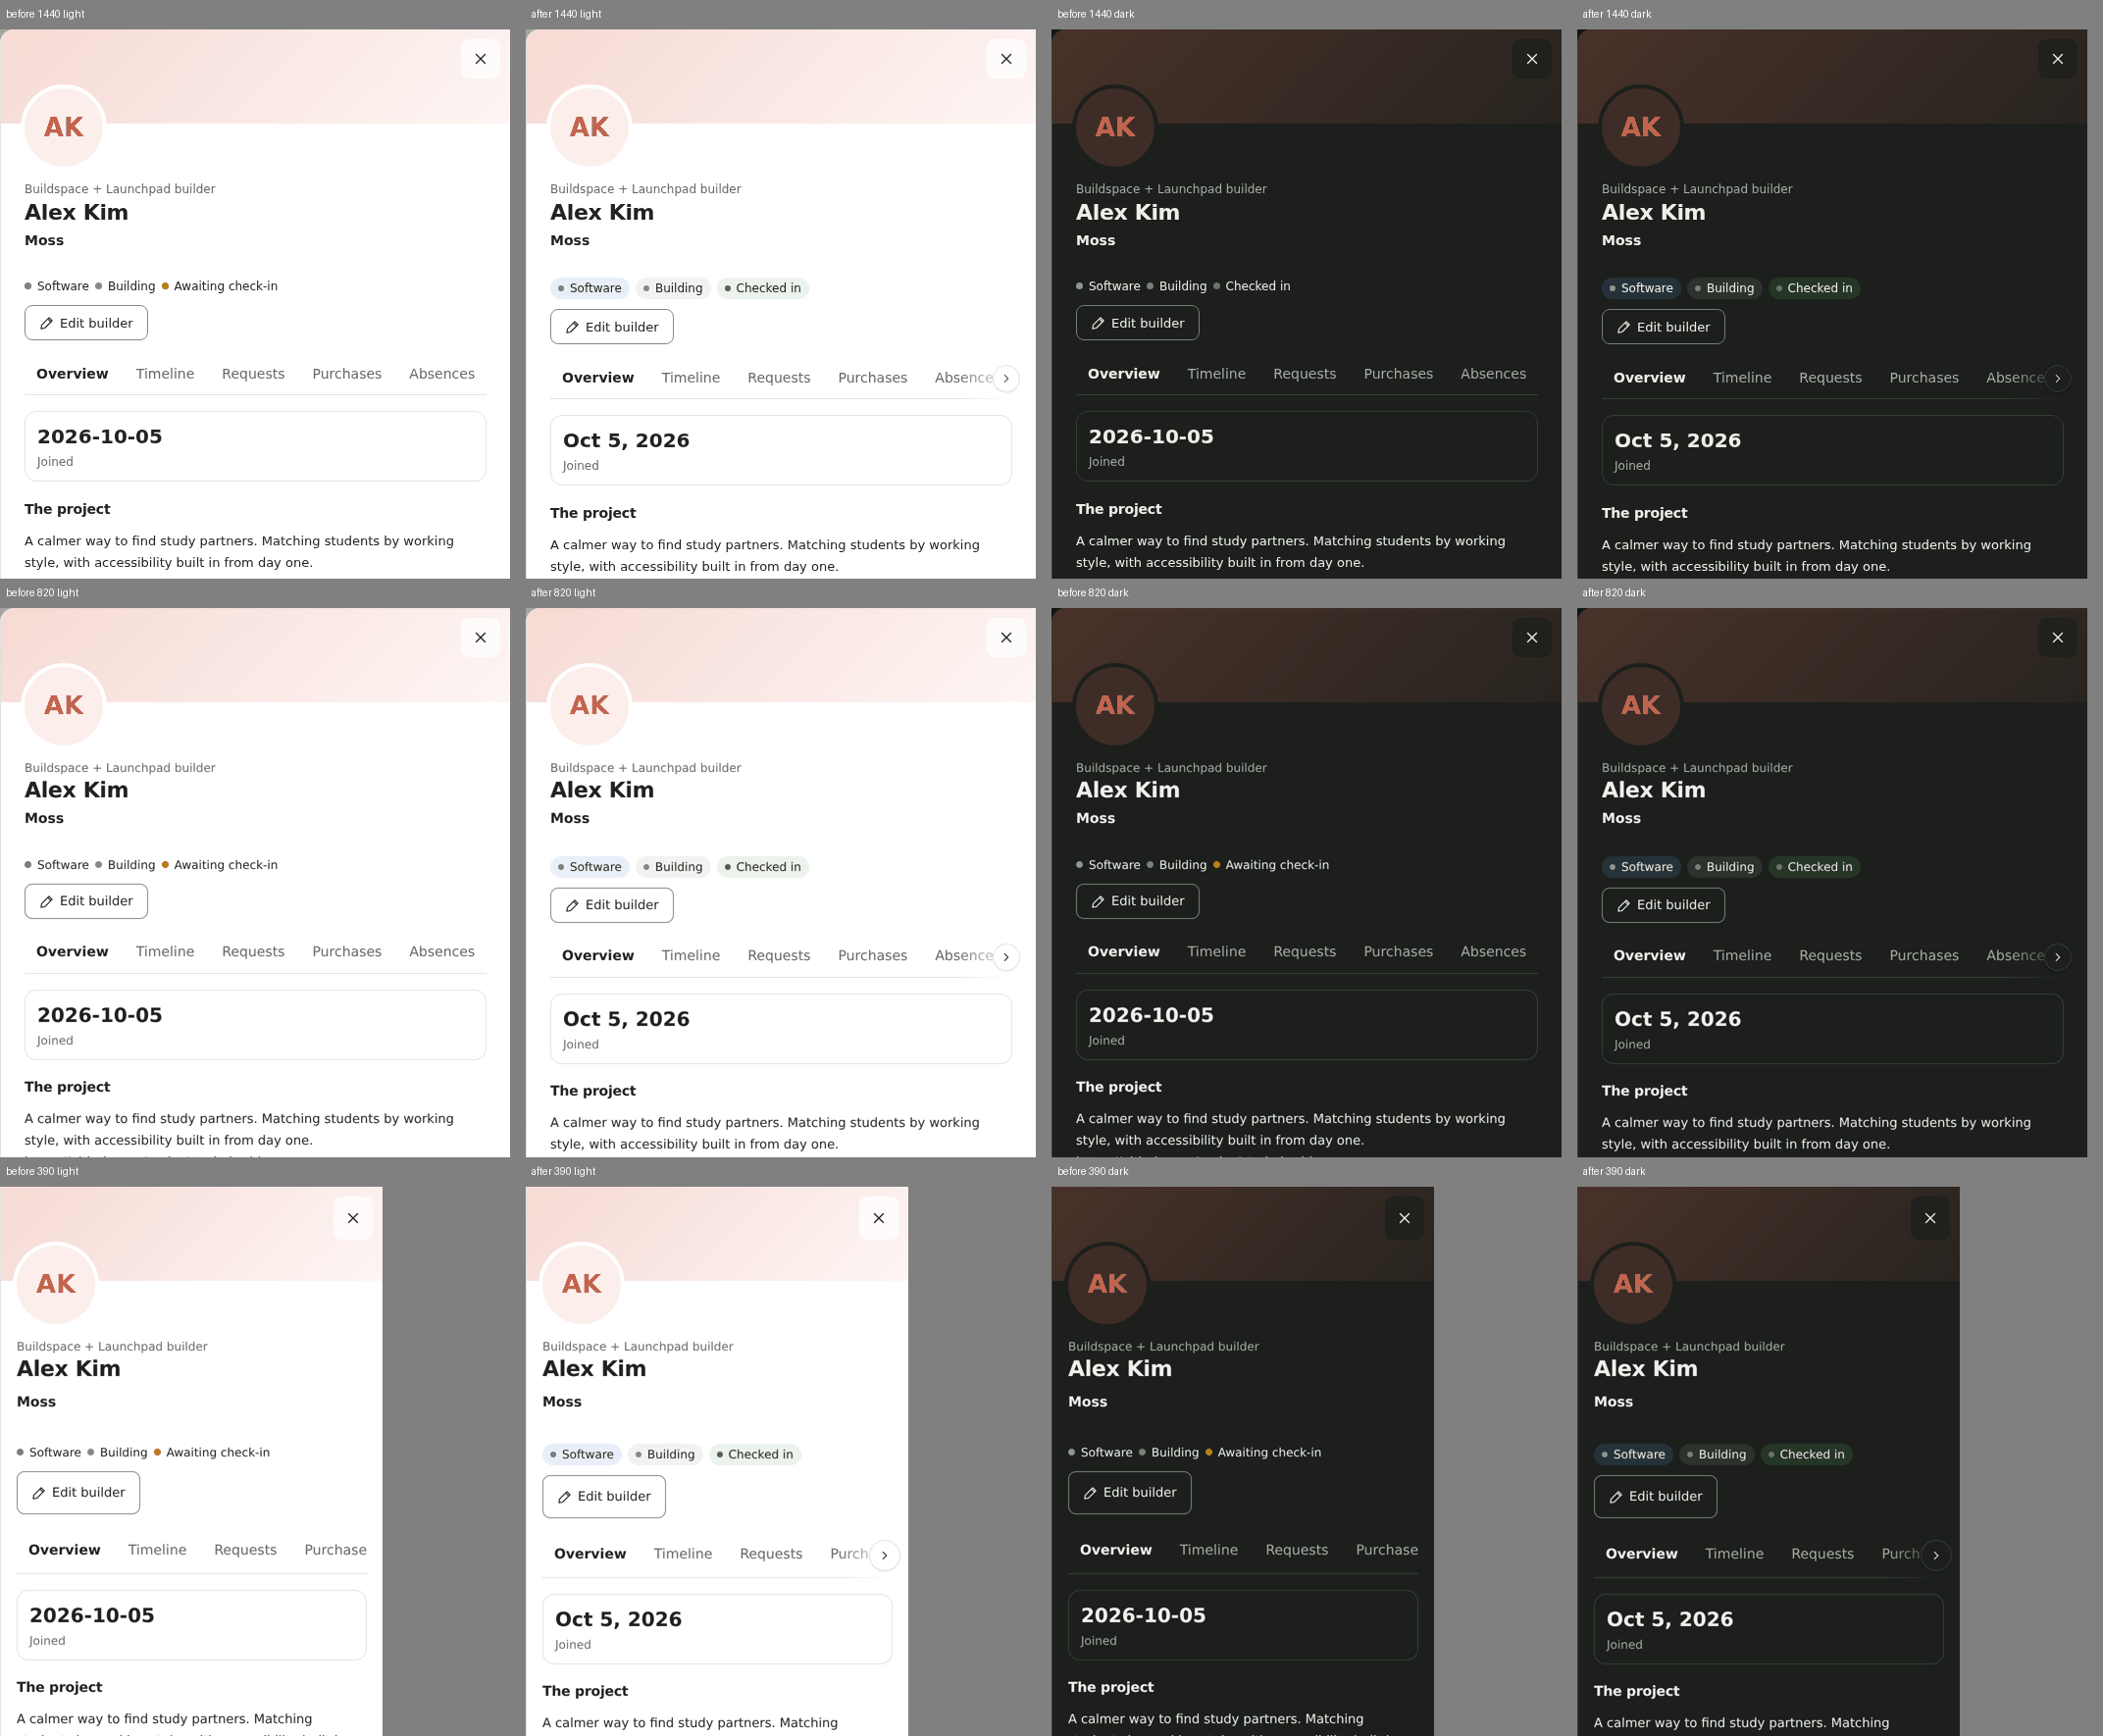 before 1440 light
AK
Buildspace + Launchpad builder
Alex Kim
Moss
Software Building Awaiting check-in
Edit builder
Overview Timeline Requests Purchases Absences
2026-10-05
Joined
The project
A calmer way to find study partners. Matching students by working
style, with accessibility built in from day one.
after 1440 light
AK
Buildspace + Launchpad builder
Alex Kim
Moss
Software Building Checked in
Edit builder
Overview Timeline Requests Purchases Absence
Oct 5, 2026
Joined
The project
A calmer way to find study partners. Matching students by working
style, with accessibility built in from day one.
before 1440 dark
AK
Buildspace + Launchpad builder
Alex Kim
Moss
Software Building Checked in
Edit builder
Overview Timeline Requests Purchases Absences
2026-10-05
Joined
The project
A calmer way to find study partners. Matching students by working
style, with accessibility built in from day one.
after 1440 dark
AK
Buildspace + Launchpad builder
Alex Kim
Moss
Software Building Checked in
Edit builder
Overview Timeline Requests Purchases Absence
Oct 5, 2026
Joined
The project
A calmer way to find study partners. Matching students by working
style, with accessibility built in from day one.
before 820 light
AK
Buildspace + Launchpad builder
Alex Kim
Moss
Software Building Awaiting check-in
Edit builder
Overview Timeline Requests Purchases Absences
2026-10-05
Joined
The project
A calmer way to find study partners. Matching students by working
style, with accessibility built in from day one.
after 820 light
AK
Buildspace + Launchpad builder
Alex Kim
Moss
Software Building Checked in
Edit builder
Overview Timeline Requests Purchases Absence
Oct 5, 2026
Joined
The project
A calmer way to find study partners. Matching students by working
style, with accessibility built in from day one.
before 820 dark
AK
Buildspace + Launchpad builder
Alex Kim
Moss
Software Building Awaiting check-in
Edit builder
Overview Timeline Requests Purchases Absences
2026-10-05
Joined
The project
A calmer way to find study partners. Matching students by working
style, with accessibility built in from day one.
after 820 dark
AK
Buildspace + Launchpad builder
Alex Kim
Moss
Software Building Checked in
Edit builder
Overview Timeline Requests Purchases Absence
Oct 5, 2026
Joined
The project
A calmer way to find study partners. Matching students by working
style, with accessibility built in from day one.
before 390 light
AK
Buildspace + Launchpad builder
Alex Kim
Moss
Software Building Awaiting check-in
Edit builder
Overview Timeline Requests Purchase
2026-10-05
Joined
The project
A calmer way to find study partners. Matching
after 390 light
AK
Buildspace + Launchpad builder
Alex Kim
Moss
Software Building Checked in
Edit builder
Overview Timeline Requests Purch
Oct 5, 2026
Joined
The project
A calmer way to find study partners. Matching
before 390 dark
AK
Buildspace + Launchpad builder
Alex Kim
Moss
Software Building Awaiting check-in
Edit builder
Overview Timeline Requests Purchase
2026-10-05
Joined
The project
A calmer way to find study partners. Matching
after 390 dark
AK
Buildspace + Launchpad builder
Alex Kim
Moss
Software Building Checked in
Edit builder
Overview Timeline Requests Purch
Oct 5, 2026
Joined
The project
A calmer way to find study partners. Matching